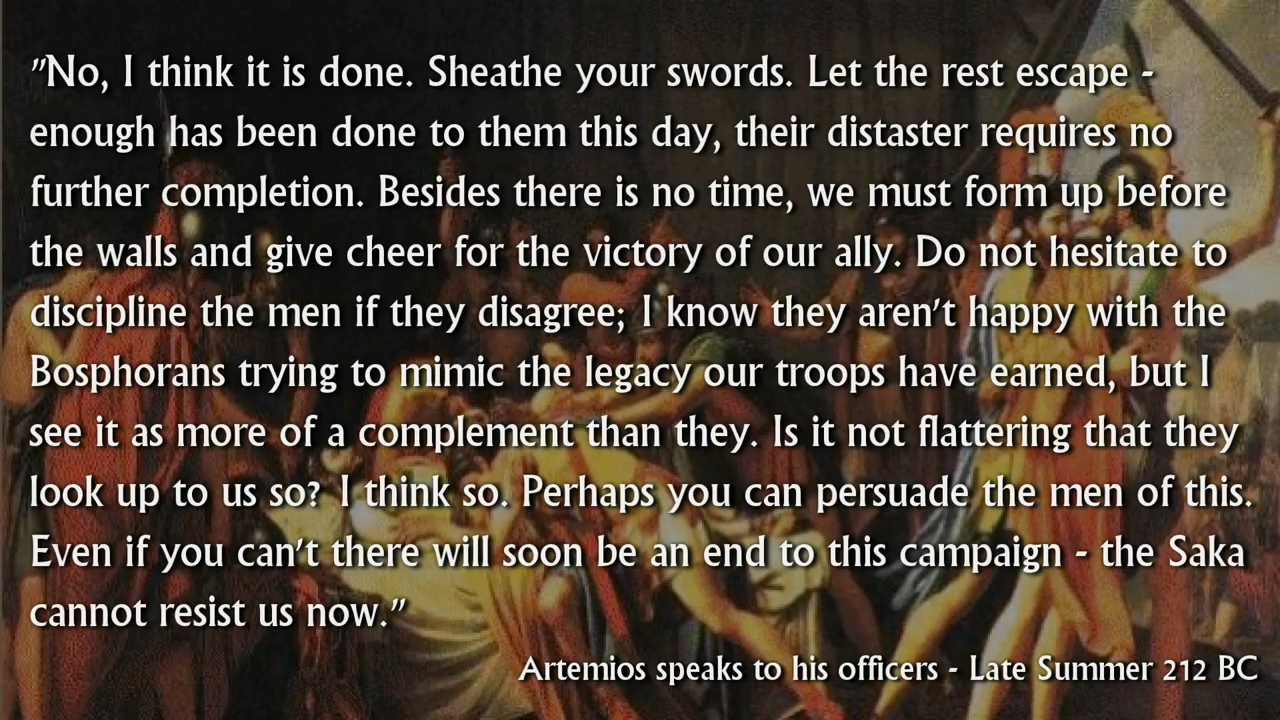 "No, I think it is done. Sheathe your swords. Let the rest escape -
enough has been done to them this day, their distaster requires no
further completion. Besides there is no time, we must form up before
the walls and give cheer for the victory of our ally. Do not hesitate to
discipline the men if they disagree; I know they aren't happy with the
Bosphorans trying to mimic the legacy our troops have earned, but I
see it as more of a complement than they. Is it not flattering that they
look up to us so? I think so. Perhaps you can persuade the men of this.
Even if you can't there will soon be an end to this campaign - the Saka
cannot resist us now."
Artemios speaks to his officers - Late Summer 212 BC